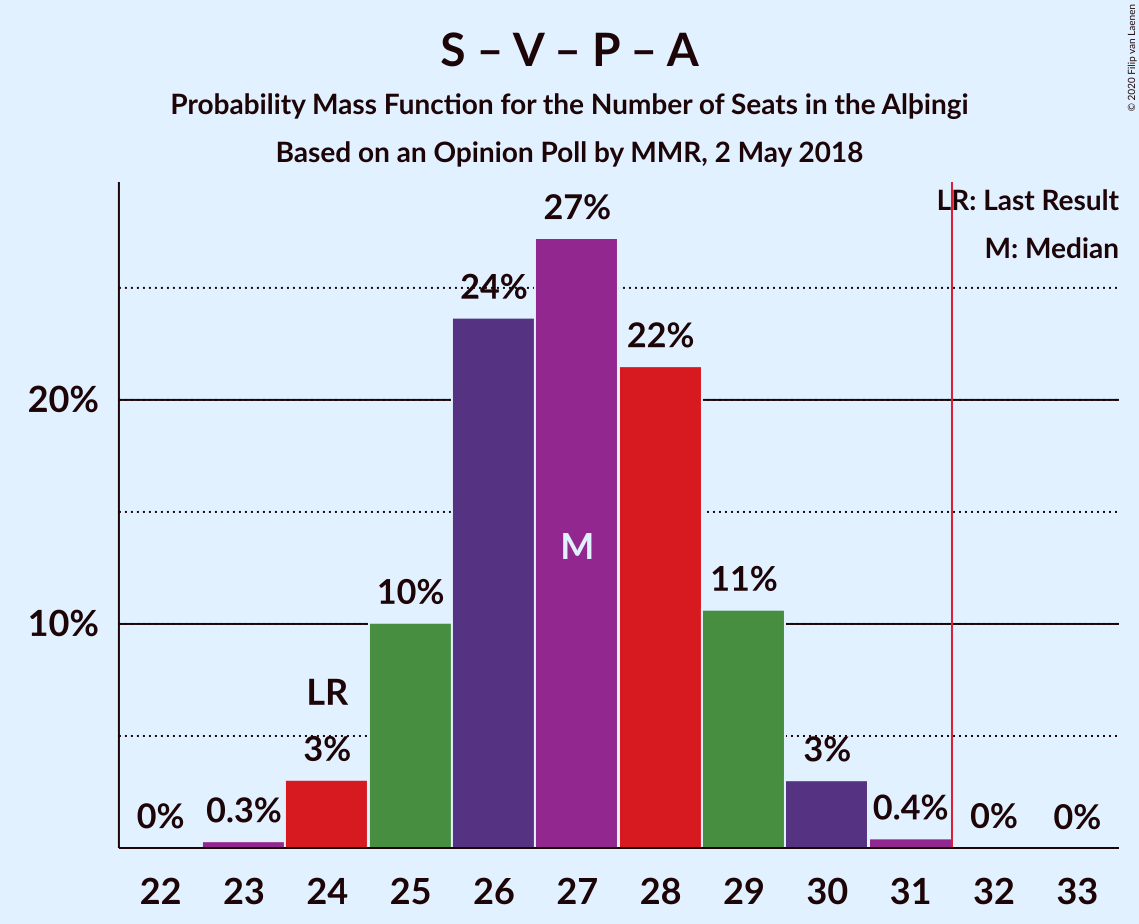 S – V – P – A
Probability Mass Function for the Number of Seats in the Alþingi
Based on an Opinion Poll by MMR, 2 May 2018
© 2020 Filip van Laenen
LR: Last Result
M: Median
27%
24%
22%
20%
M
11%
10%
10%
LR
3%
3%
0%
0.3%
0.4%
0%
0%
22 23 24 25 26 27 28 29 30 31 32 33